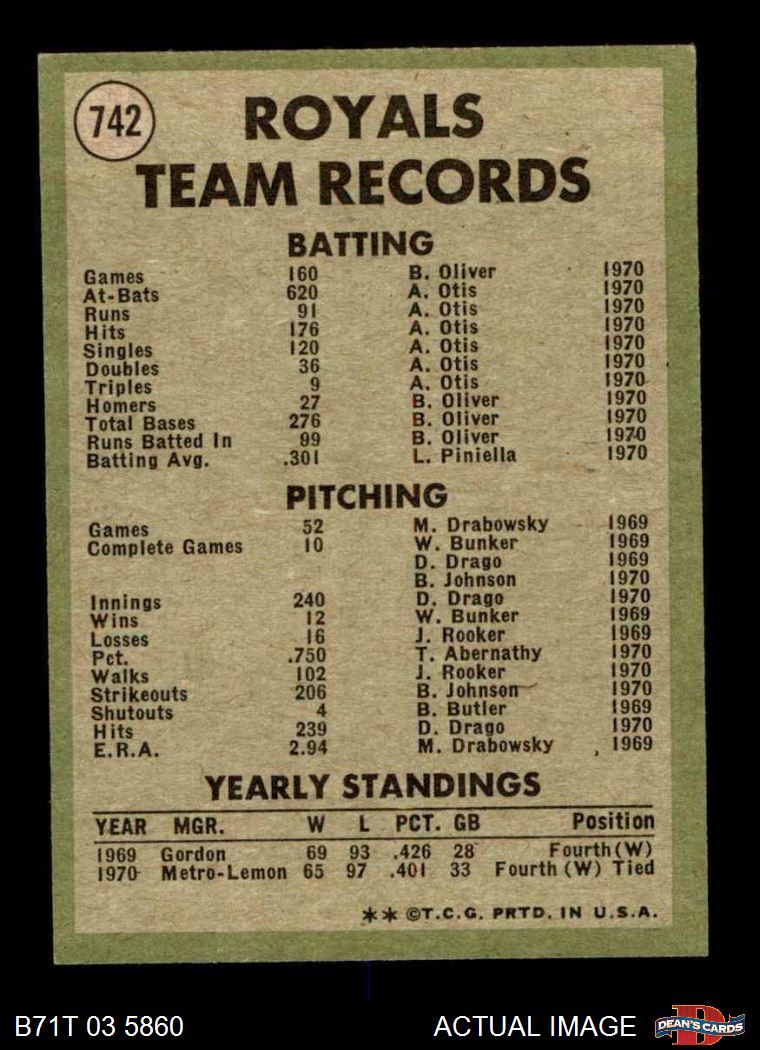 742
ROYALS
TEAM RECORDS
BATTING
Games 160 B. Oliver 1970
At-Bats 620 A. Otis 1970
Runs 91 A. Otis 1970
Hits 176 A. Otis 1970
Singles 120 A. Otis 1970
Doubles 36 A. Otis 1970
Triples 9 A. Otis 1970
Homers 27 B. Oliver 1970
Total Bases 276 B. Oliver 1970
Runs Batted In 99 B. Oliver 1970
Batting Avg. .301 L. Piniella 1970
PITCHING
Games 52 M. Drabowsky 1969
Complete Games 10 W. Bunker 1969
D. Drago 1969
B. Johnson 1970
Innings 240 D. Drago 1970
Wins 12 W. Bunker 1969
Losses 16 J. Rooker 1969
Pct. .750 T. Abernathy 1970
Walks 102 J. Rooker 1970
Strikeouts 206 B. Johnson 1970
Shutouts 4 B. Butler 1969
Hits 239 D. Drago 1970
E.R.A. 2.94 M. Drabowsky 1969
YEARLY STANDINGS
YEAR MGR. W L PCT. GB Position
1969 Gordon 69 93 .426 28 Fourth (W)
1970 Metro-Lemon 65 97 .401 33 Fourth (W) Tied
** ©T.C.G. PRTD. IN U.S.A.
B71T 03 5860 ACTUAL IMAGE D DEAN'S CARDS